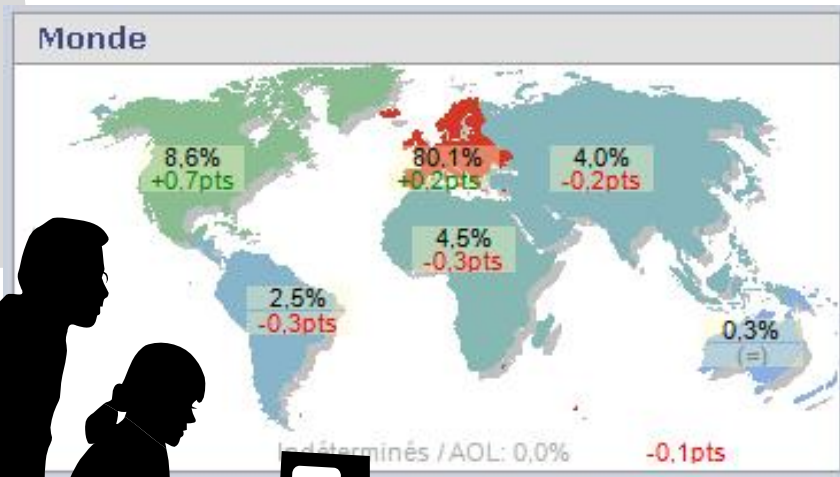 Monde
8,6%
+0.7pts
80,1%
+0,2pts
4,0%
-0,2pts
4,5%
-0,3pts
2,5%
-0,3pts
0,3%
(=)
Indéterminés / AOL: 0,0% -0,1pts